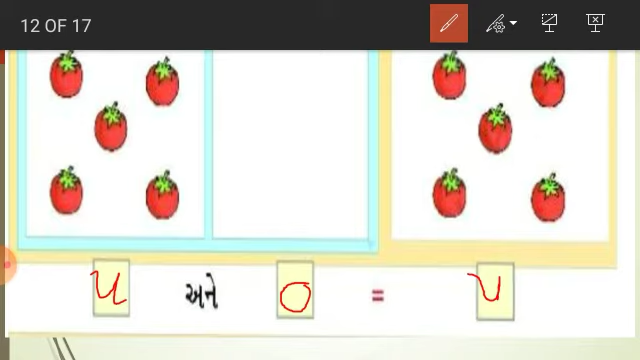 12 OF 17
૫ અને ૦ = ૫